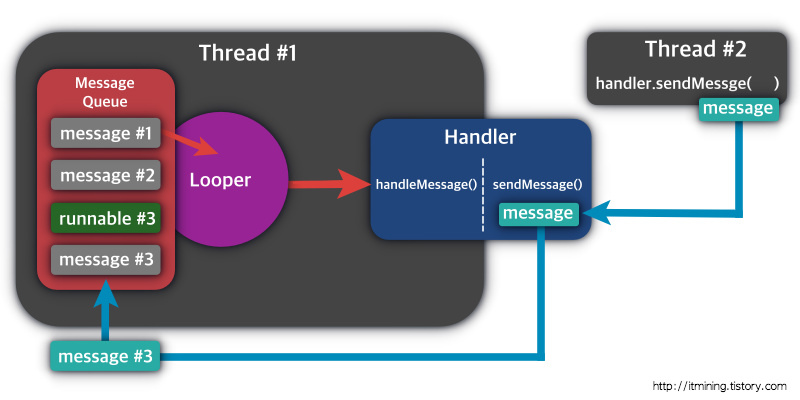 Thread #1
Message
Queue
message #1
message #2
runnable #3
message #3
Looper
Handler
handleMessage()
sendMessage()
message
Thread #2
handler.sendMessge( )
message
message #3
http://itmining.tistory.com